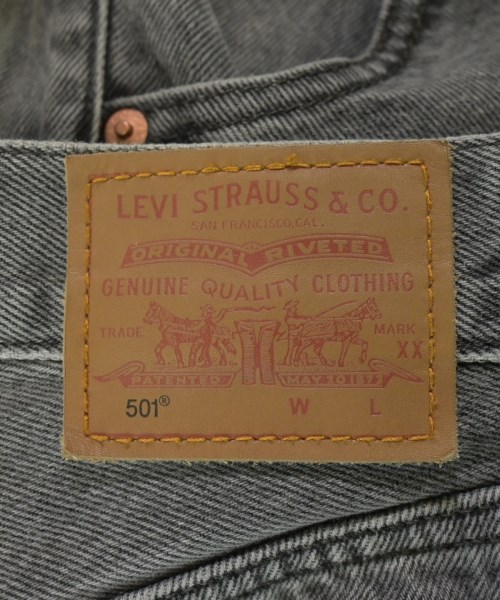 LEVI STRAUSS & CO.
SAN FRANCISCO, CAL.
ORIGINAL RIVETED
GENUINE QUALITY CLOTHING
TRADE MARK
XX
PATENTED MAY 20 1873
501® W L